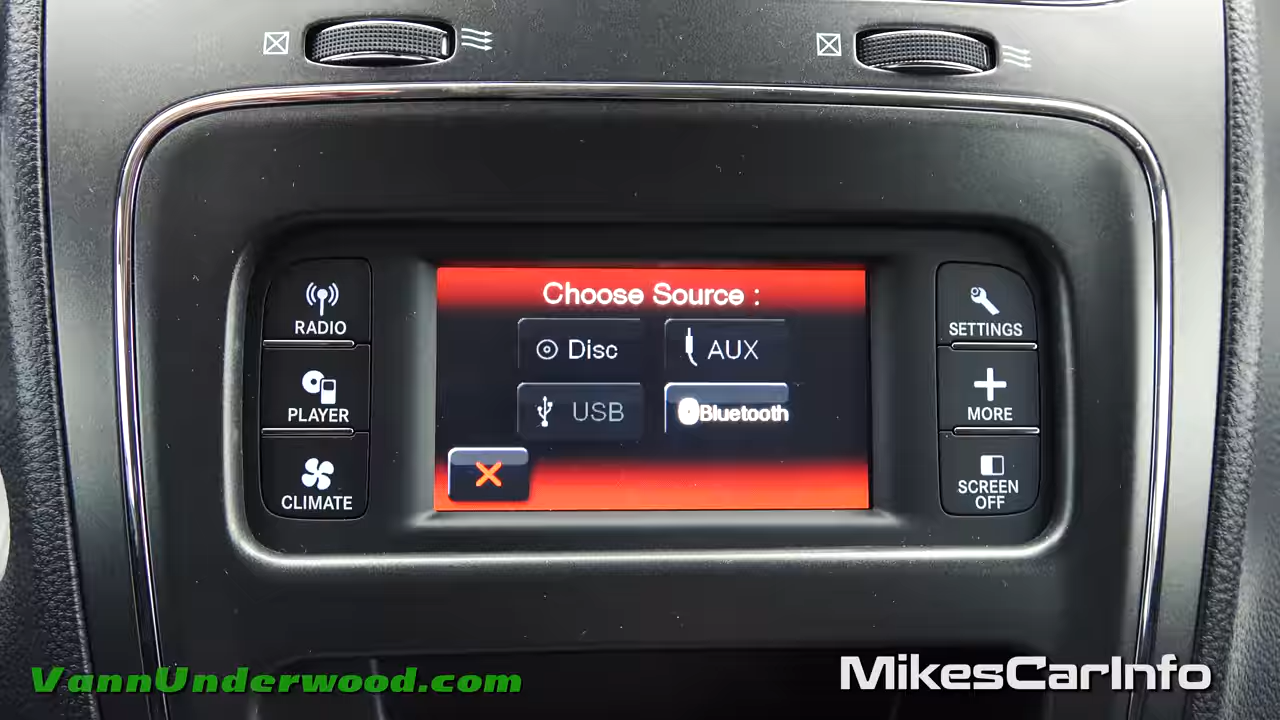 RADIO
PLAYER
CLIMATE
Choose Source :
Disc
AUX
USB
Bluetooth
SETTINGS
MORE
SCREEN
OFF
VannUnderwood.com
MikesCarInfo